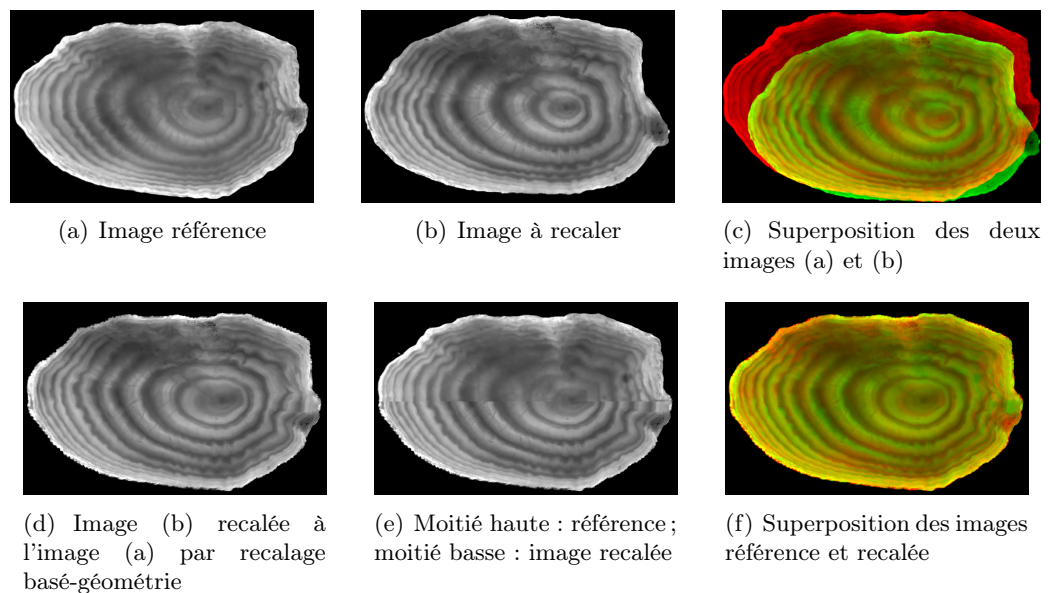 (a) Image référence
(b) Image à recaler
(c) Superposition des deux
images (a) et (b)
(d) Image (b) recalée à
l'image (a) par recalage
basé-géométrie
(e) Moitié haute : référence ;
moitié basse : image recalée
(f) Superposition des images
référence et recalée